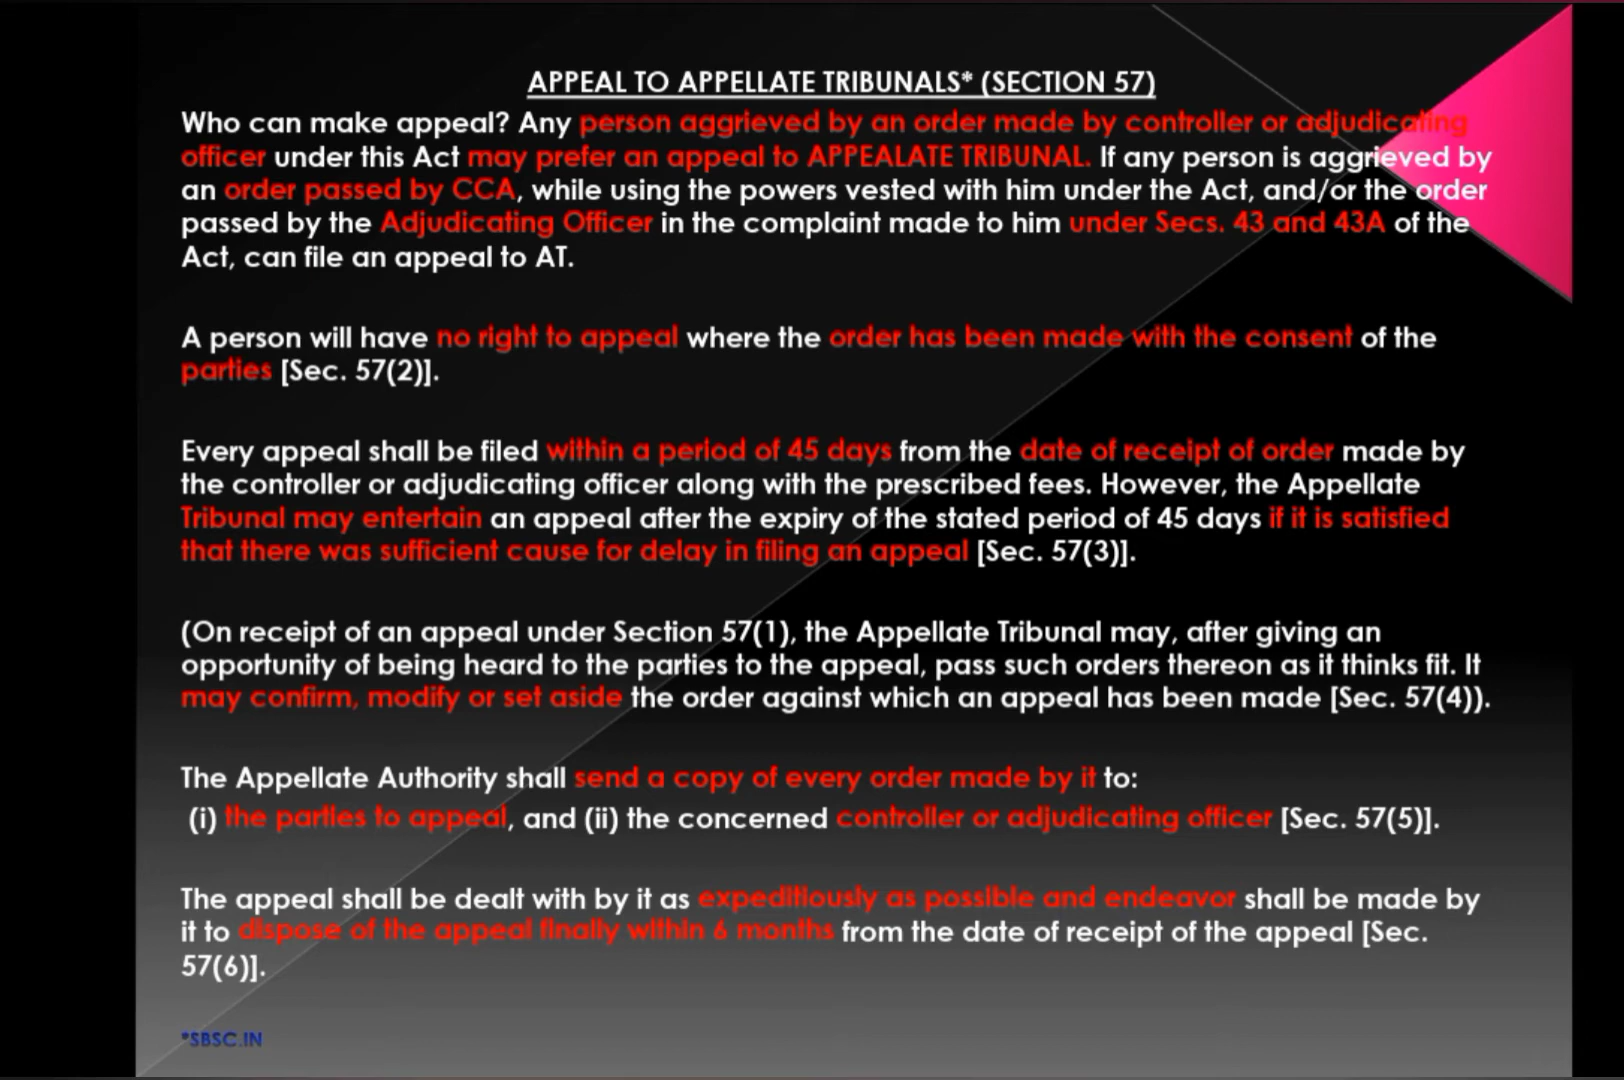 APPEAL TO APPELLATE TRIBUNALS* (SECTION 57)
Who can make appeal? Any person aggrieved by an order made by controller or adjudicating
officer under this Act may prefer an appeal to APPEALATE TRIBUNAL. If any person is aggrieved by
an order passed by CCA, while using the powers vested with him under the Act, and/or the order
passed by the Adjudicating Officer in the complaint made to him under Secs. 43 and 43A of the
Act, can file an appeal to AT.
A person will have no right to appeal where the order has been made with the consent of the
parties [Sec. 57(2)].
Every appeal shall be filed within a period of 45 days from the date of receipt of order made by
the controller or adjudicating officer along with the prescribed fees. However, the Appellate
Tribunal may entertain an appeal after the expiry of the stated period of 45 days if it is satisfied
that there was sufficient cause for delay in filing an appeal [Sec. 57(3)].
(On receipt of an appeal under Section 57(1), the Appellate Tribunal may, after giving an
opportunity of being heard to the parties to the appeal, pass such orders thereon as it thinks fit. It
may confirm, modify or set aside the order against which an appeal has been made [Sec. 57(4)).
The Appellate Authority shall send a copy of every order made by it to:
(i) the parties to appeal, and (ii) the concerned controller or adjudicating officer [Sec. 57(5)].
The appeal shall be dealt with by it as expeditiously as possible and endeavor shall be made by
it to dispose of the appeal finally within 6 months from the date of receipt of the appeal [Sec.
57(6)].
*SBSC.IN